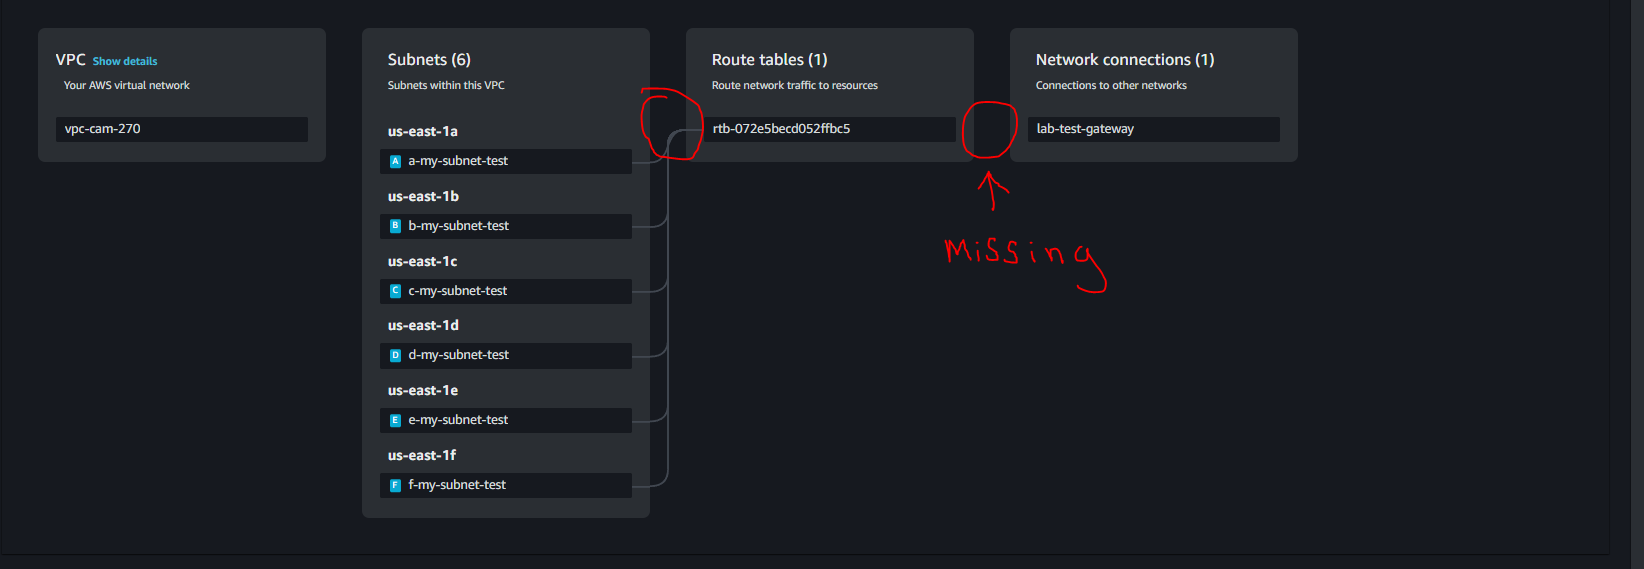 VPC Show details
Your AWS virtual network
vpc-cam-270
Subnets (6)
Subnets within this VPC
us-east-1a
A a-my-subnet-test
us-east-1b
B b-my-subnet-test
us-east-1c
C c-my-subnet-test
us-east-1d
D d-my-subnet-test
us-east-1e
E e-my-subnet-test
us-east-1f
F f-my-subnet-test
Route tables (1)
Route network traffic to resources
rtb-072e5becd052ffbc5
Network connections (1)
Connections to other networks
lab-test-gateway
Missing